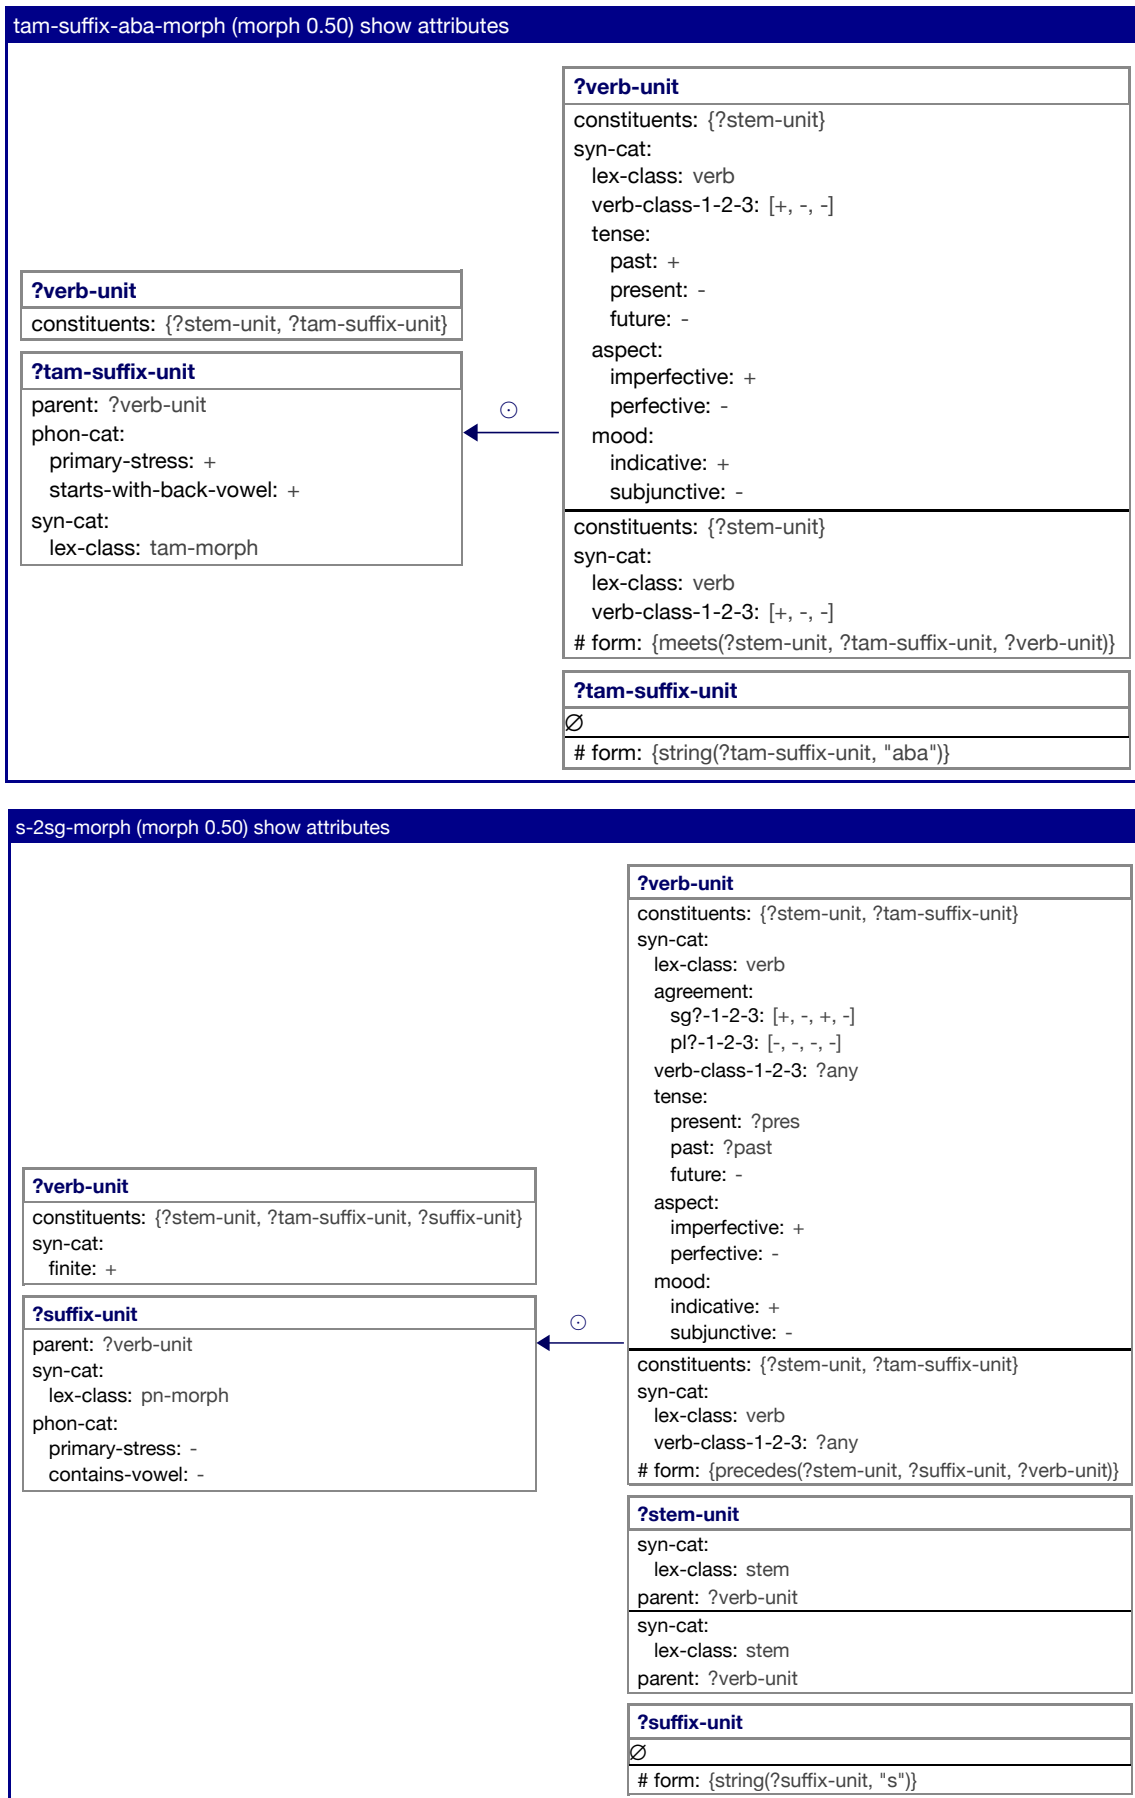 tam-suffix-aba-morph (morph 0.50) show attributes
?verb-unit
constituents: {?stem-unit, ?tam-suffix-unit}
?tam-suffix-unit
parent: ?verb-unit
phon-cat:
primary-stress: +
starts-with-back-vowel: +
syn-cat:
lex-class: tam-morph
⊙
?verb-unit
constituents: {?stem-unit}
syn-cat:
lex-class: verb
verb-class-1-2-3: [+, -, -]
tense:
past: +
present: -
future: -
aspect:
imperfective: +
perfective: -
mood:
indicative: +
subjunctive: -
constituents: {?stem-unit}
syn-cat:
lex-class: verb
verb-class-1-2-3: [+, -, -]
# form: {meets(?stem-unit, ?tam-suffix-unit, ?verb-unit)}
?tam-suffix-unit
∅
# form: {string(?tam-suffix-unit, "aba")}
s-2sg-morph (morph 0.50) show attributes
?verb-unit
constituents: {?stem-unit, ?tam-suffix-unit, ?suffix-unit}
syn-cat:
finite: +
?suffix-unit
parent: ?verb-unit
syn-cat:
lex-class: pn-morph
phon-cat:
primary-stress: -
contains-vowel: -
⊙
?verb-unit
constituents: {?stem-unit, ?tam-suffix-unit}
syn-cat:
lex-class: verb
agreement:
sg?-1-2-3: [+, -, +, -]
pl?-1-2-3: [-, -, -, -]
verb-class-1-2-3: ?any
tense:
present: ?pres
past: ?past
future: -
aspect:
imperfective: +
perfective: -
mood:
indicative: +
subjunctive: -
constituents: {?stem-unit, ?tam-suffix-unit}
syn-cat:
lex-class: verb
verb-class-1-2-3: ?any
# form: {precedes(?stem-unit, ?suffix-unit, ?verb-unit)}
?stem-unit
syn-cat:
lex-class: stem
parent: ?verb-unit
syn-cat:
lex-class: stem
parent: ?verb-unit
?suffix-unit
∅
# form: {string(?suffix-unit, "s")}